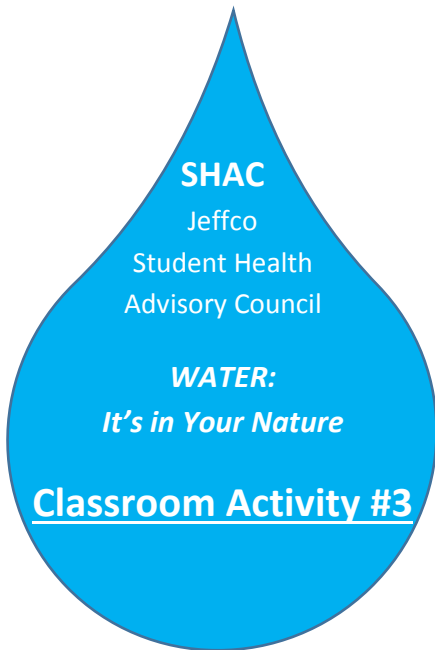 SHAC
Jeffco
Student Health
Advisory Council
WATER:
It’s in Your Nature
Classroom Activity #3